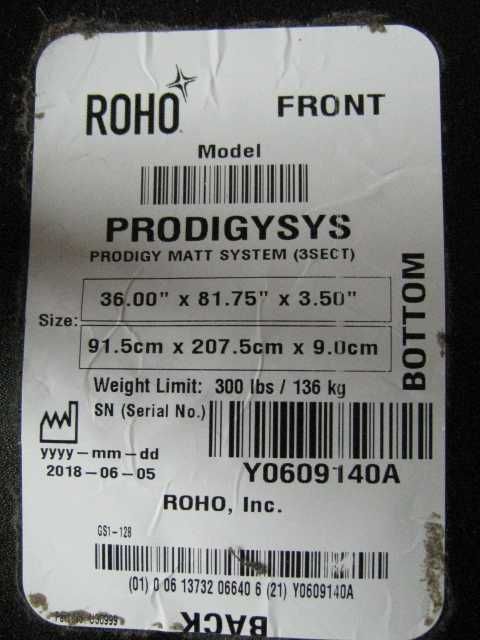 ROHO
FRONT
Model
PRODIGYSYS
PRODIGY MATT SYSTEM (3SECT)
Size:
36.00" x 81.75" x 3.50"
91.5cm x 207.5cm x 9.0cm
BOTTOM
Weight Limit: 300 lbs / 136 kg
SN (Serial No.)
yyyy-mm-dd
2018-06-05
Y0609140A
ROHO, Inc.
GS1-128
(01) 0 06 13732 06640 6 (21) Y0609140A
BACK